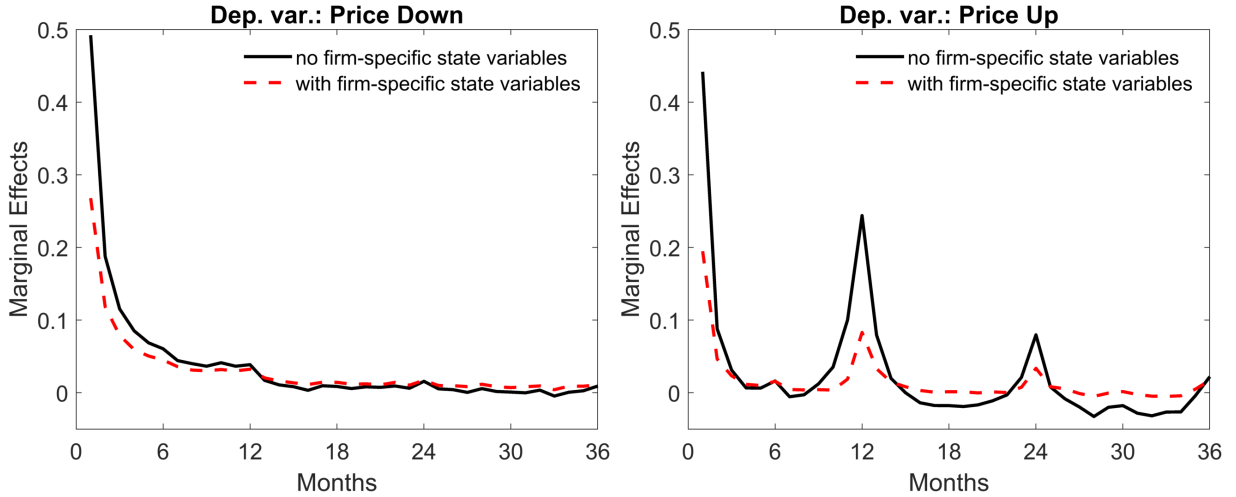 Dep. var.: Price Down
no firm-specific state variables
with firm-specific state variables
Marginal Effects
0.5
0.4
0.3
0.2
0.1
0
0 6 12 18 24 30 36
Months
Dep. var.: Price Up
no firm-specific state variables
with firm-specific state variables
Marginal Effects
0.5
0.4
0.3
0.2
0.1
0
0 6 12 18 24 30 36
Months